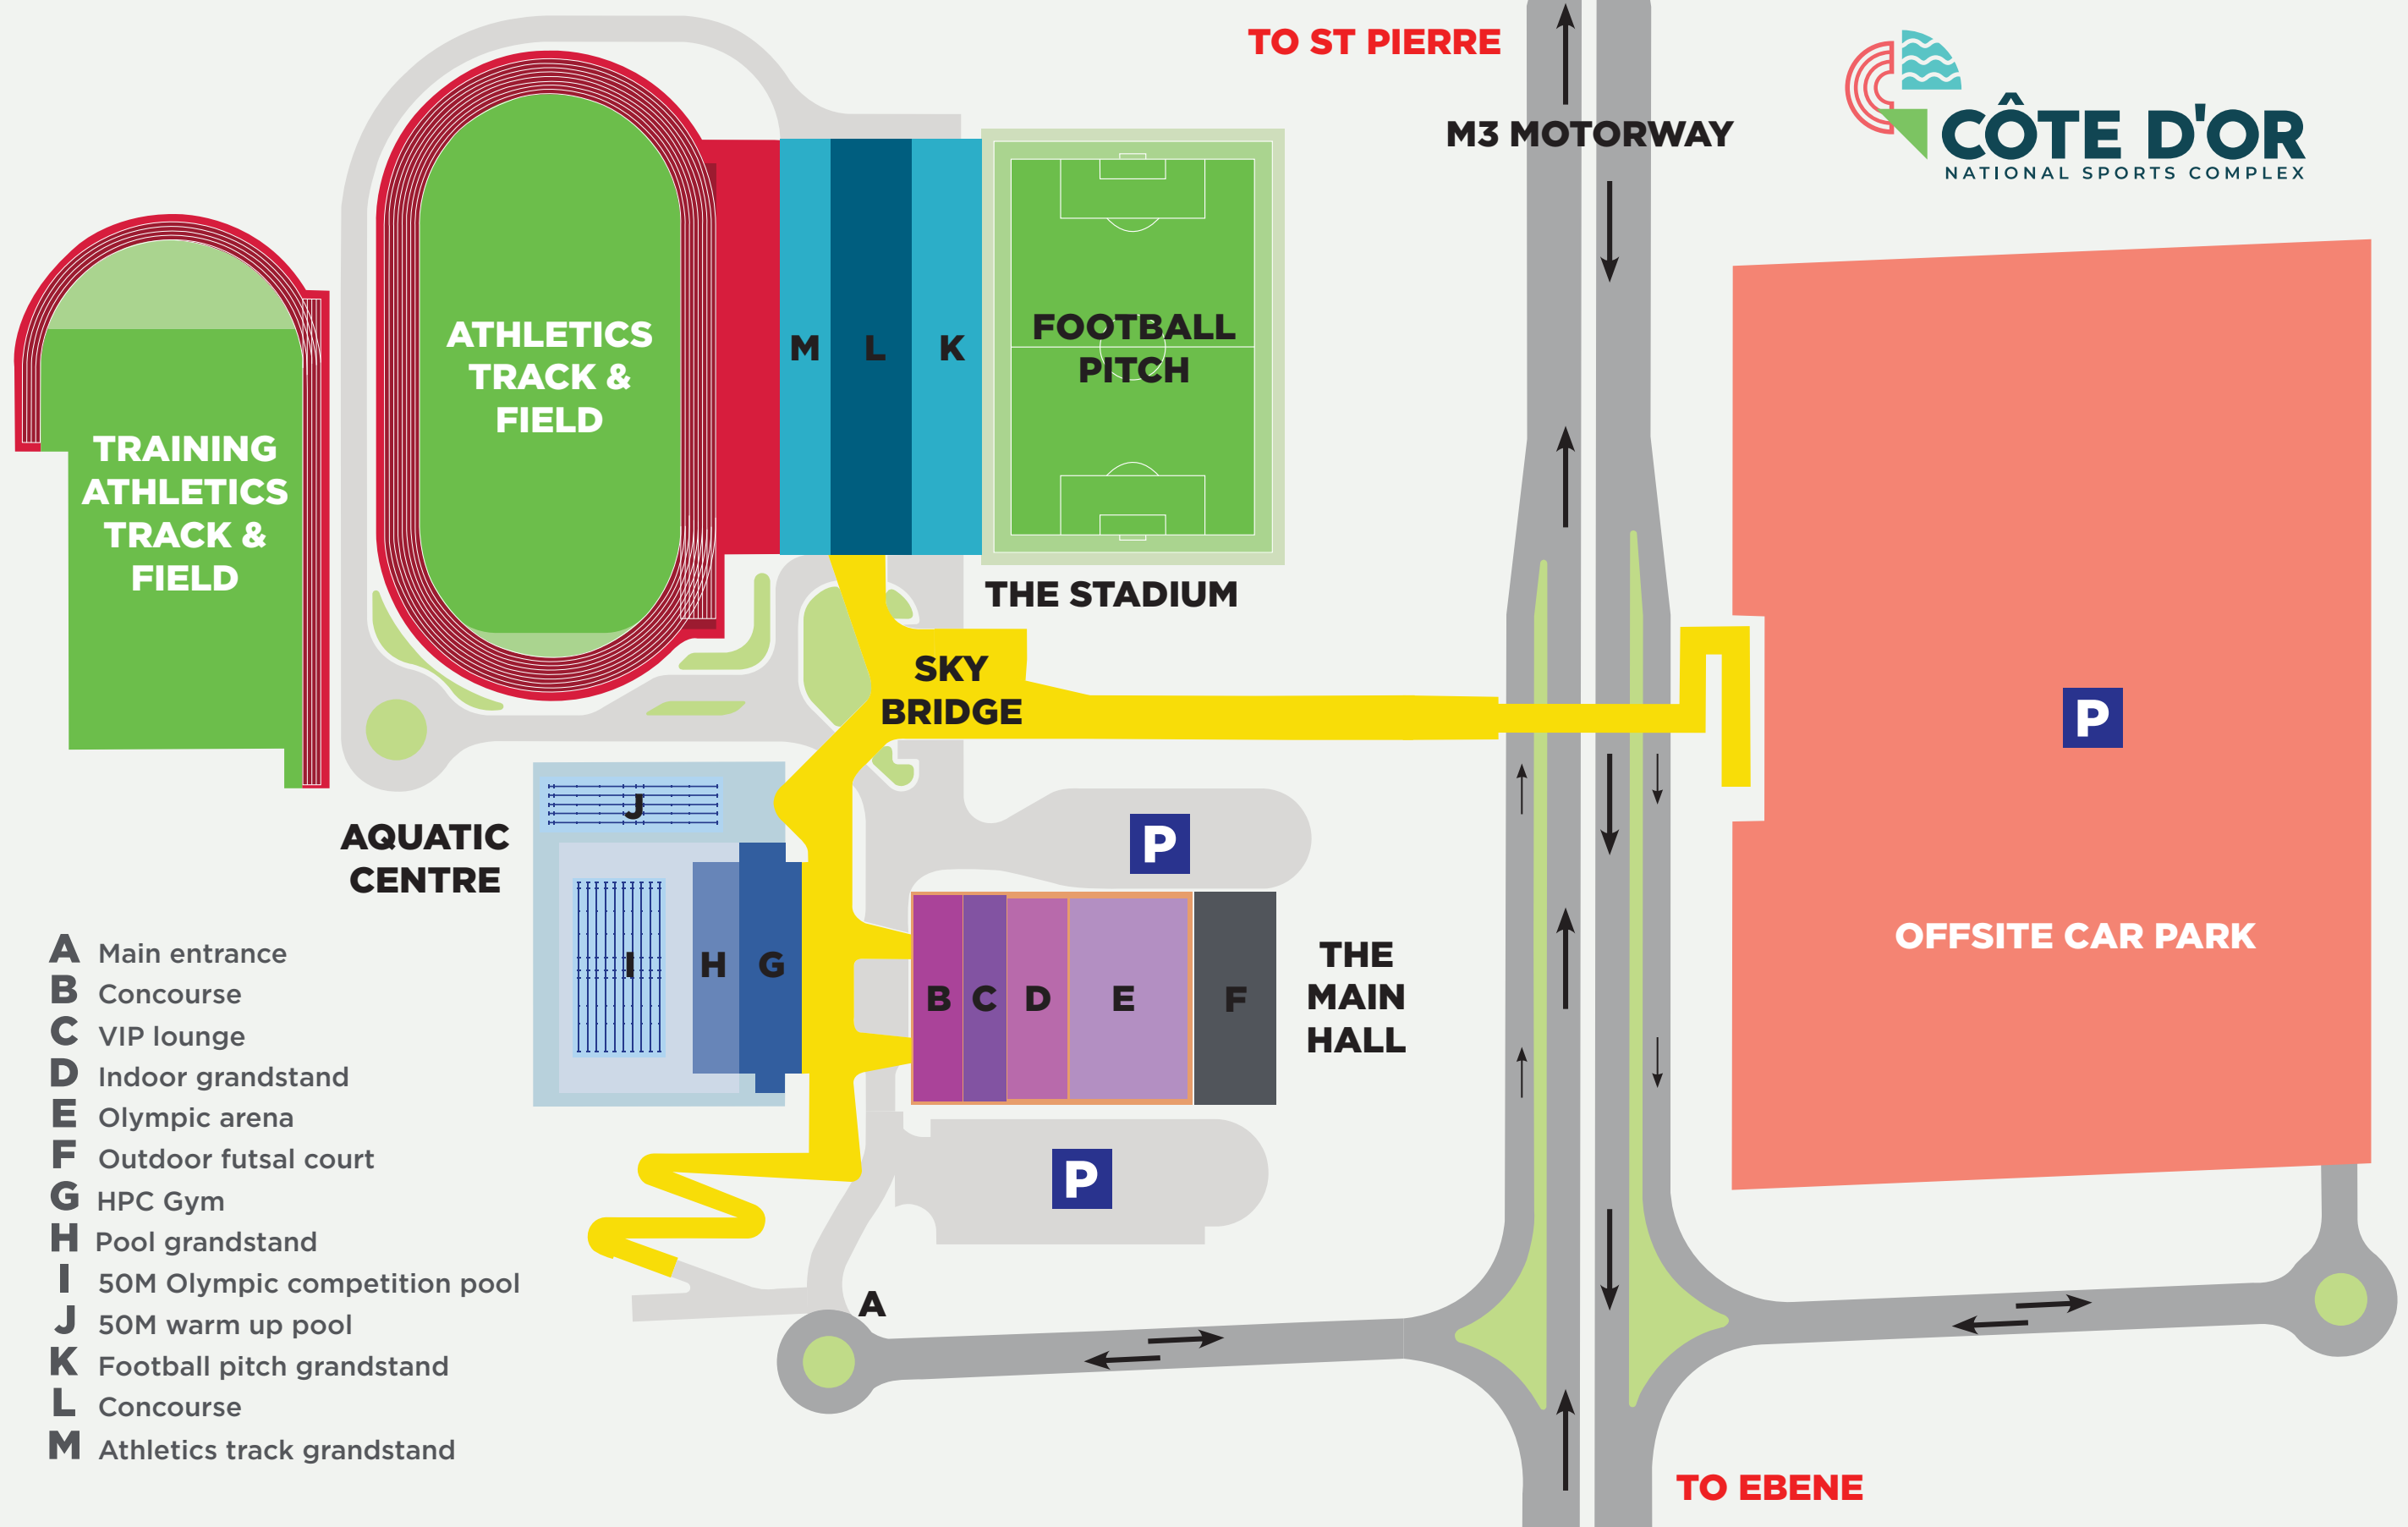 TO ST PIERRE
M3 MOTORWAY
CÔTE D'OR
NATIONAL SPORTS COMPLEX
ATHLETICS
TRACK &
FIELD
M
L
K
FOOTBALL
PITCH
TRAINING
ATHLETICS
TRACK &
FIELD
THE STADIUM
SKY
BRIDGE
P
J
AQUATIC
CENTRE
P
I
H
G
B
C
D
E
F
THE
MAIN
HALL
OFFSITE CAR PARK
P
A
A Main entrance
B Concourse
C VIP lounge
D Indoor grandstand
E Olympic arena
F Outdoor futsal court
G HPC Gym
H Pool grandstand
I 50M Olympic competition pool
J 50M warm up pool
K Football pitch grandstand
L Concourse
M Athletics track grandstand
TO EBENE